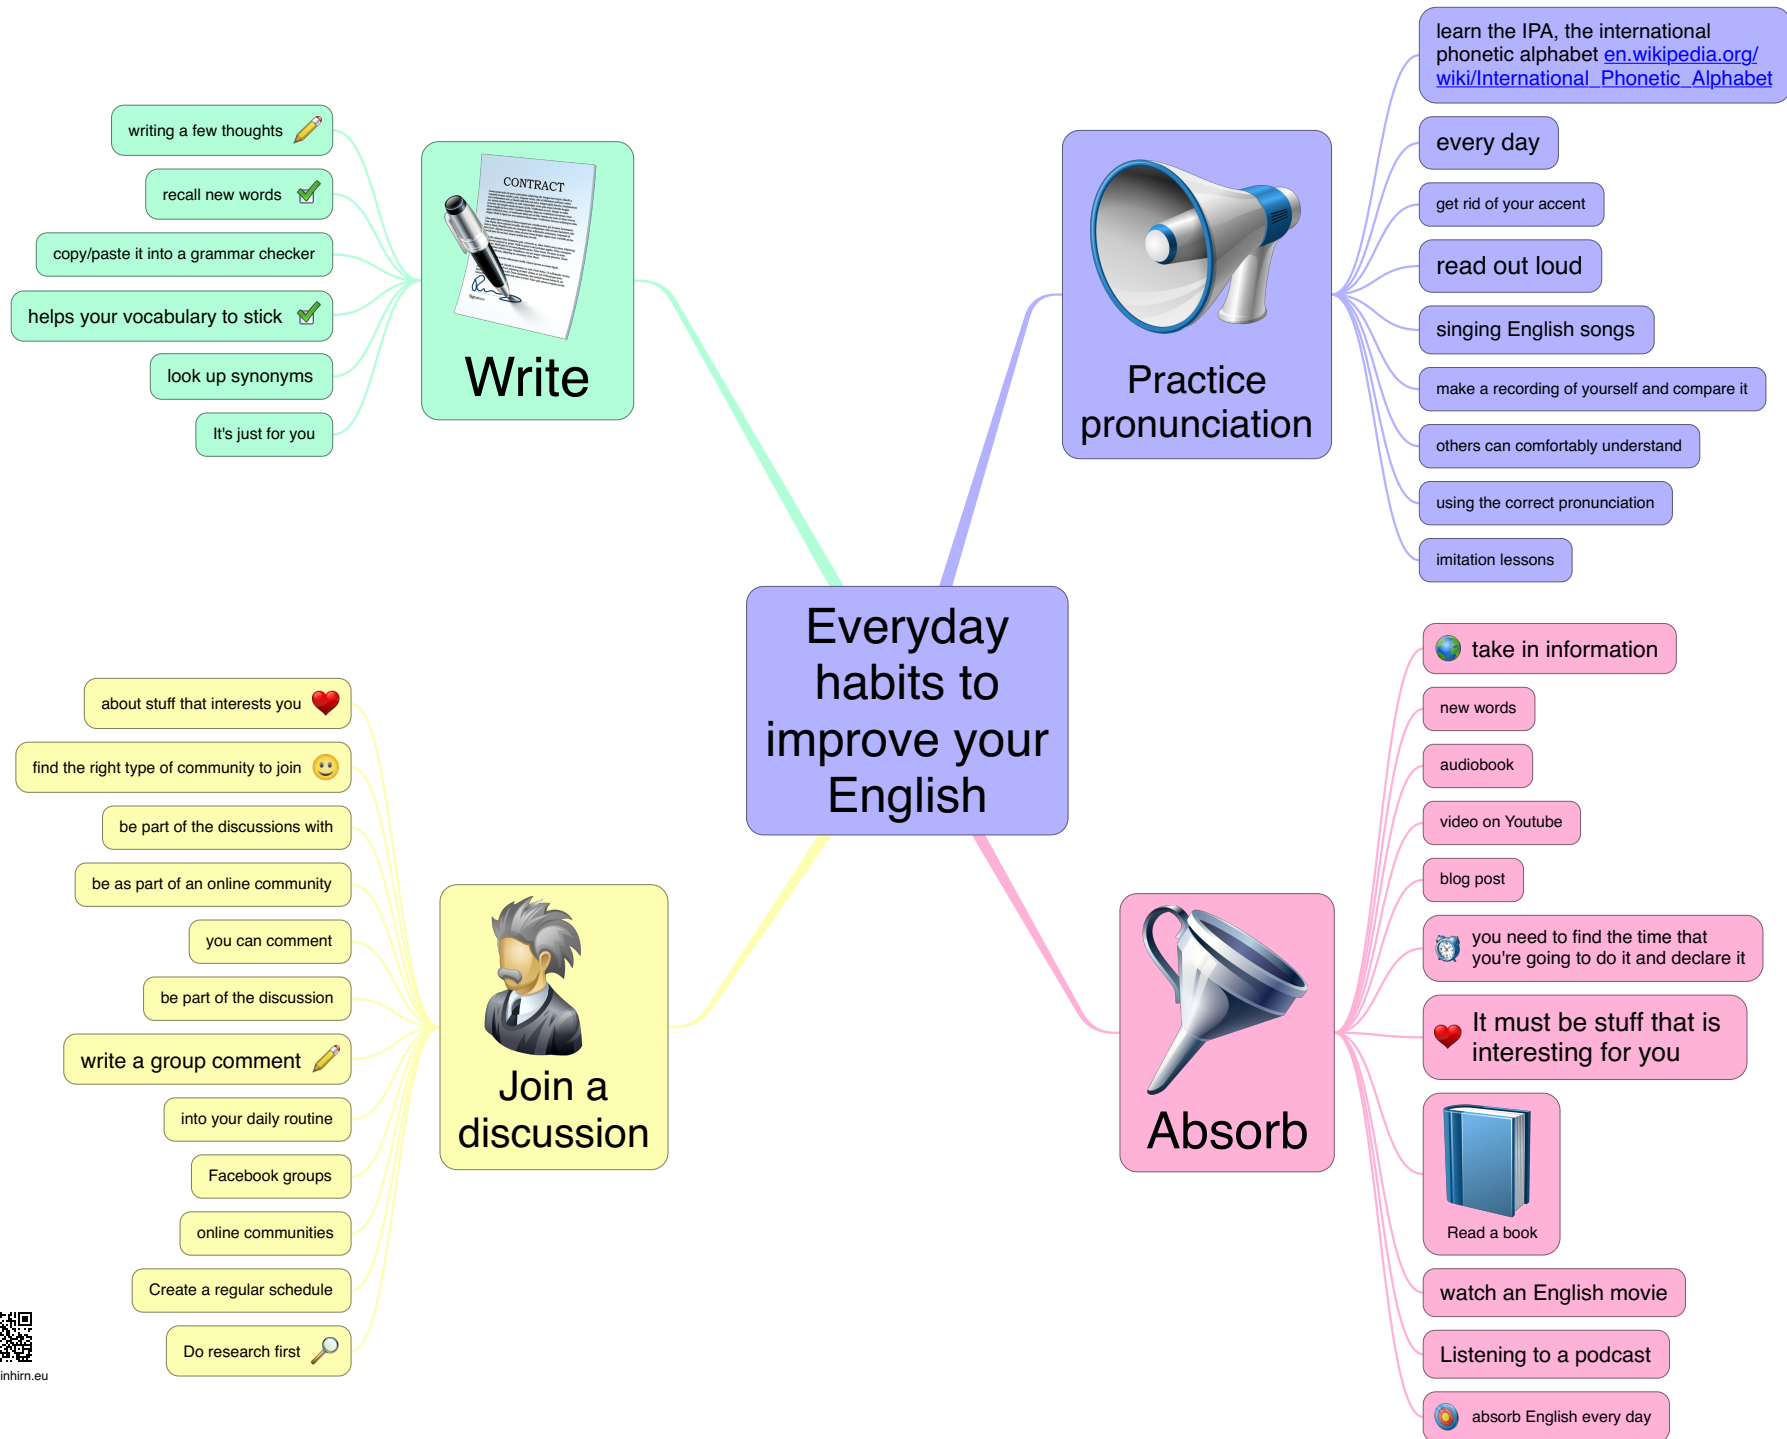 Everyday
habits to
improve your
English
Write
writing a few thoughts
recall new words
copy/paste it into a grammar checker
helps your vocabulary to stick
look up synonyms
It's just for you
CONTRACT
Signature
Practice
pronunciation
learn the IPA, the international
phonetic alphabet en.wikipedia.org/
wiki/International_Phonetic_Alphabet
every day
get rid of your accent
read out loud
singing English songs
make a recording of yourself and compare it
others can comfortably understand
using the correct pronunciation
imitation lessons
Join a
discussion
about stuff that interests you
find the right type of community to join
be part of the discussions with
be as part of an online community
you can comment
be part of the discussion
write a group comment
into your daily routine
Facebook groups
online communities
Create a regular schedule
Do research first
Absorb
take in information
new words
audiobook
video on Youtube
blog post
you need to find the time that
you're going to do it and declare it
It must be stuff that is
interesting for you
Read a book
watch an English movie
Listening to a podcast
absorb English every day
inhirn.eu